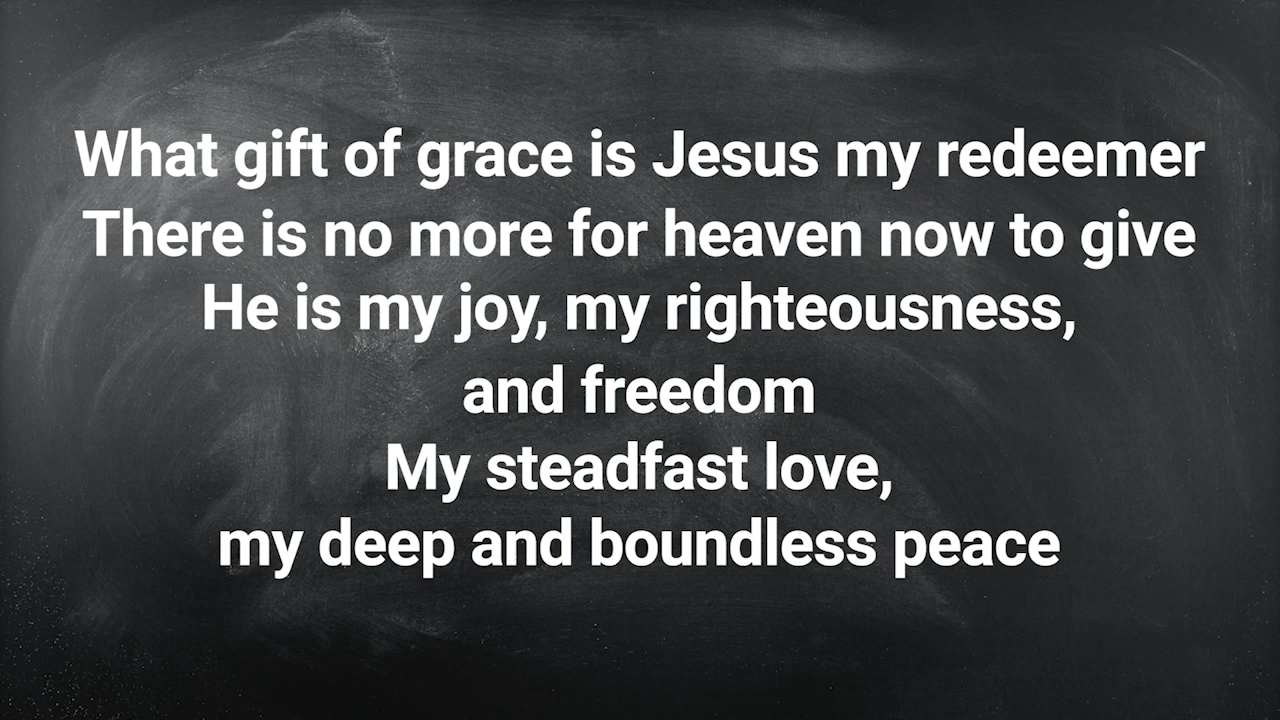 What gift of grace is Jesus my redeemer
There is no more for heaven now to give
He is my joy, my righteousness,
and freedom
My steadfast love,
my deep and boundless peace